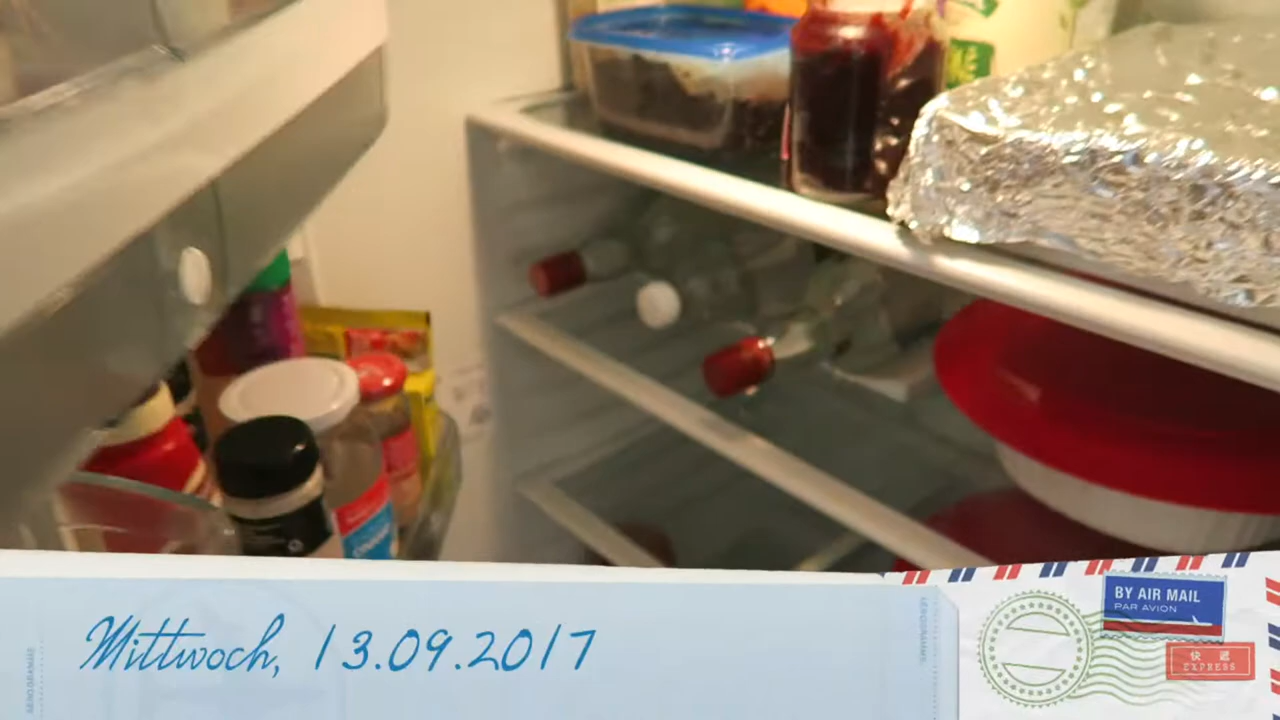 Mittwoch, 13.09.2017
BY AIR MAIL
PAR AVION
快遞
EXPRESS